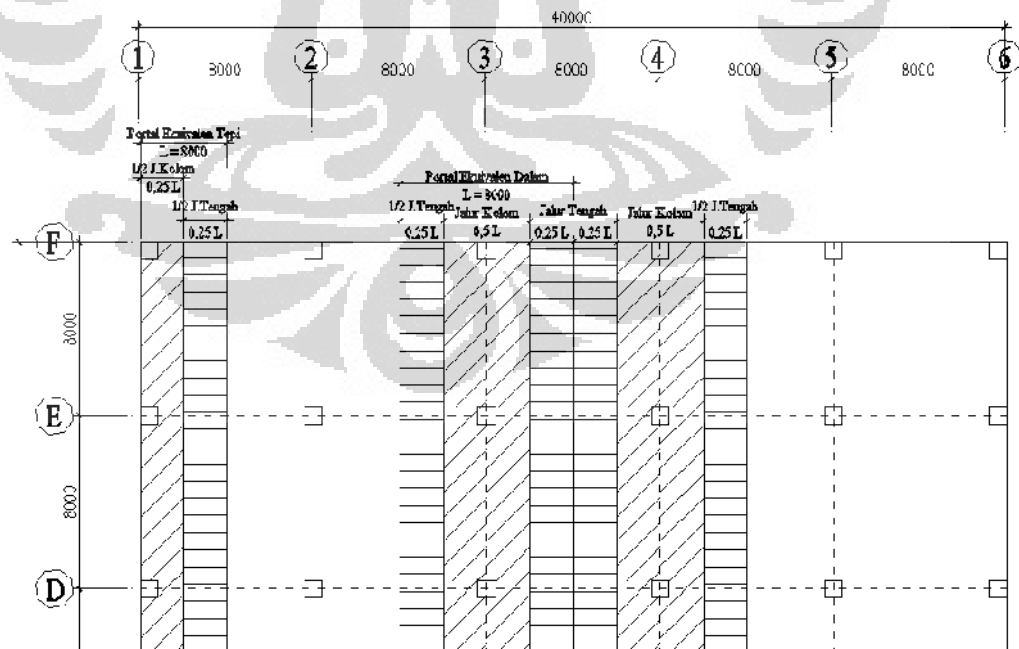 40000
1 2 3 4 5 6
8000 8000 8000 8000 8000
Portal Ekuivalen Tepi
L = 8000
1/2 J.Kolom
0,25 L
1/2 J.Tengah
0,25 L
Portal Ekuivalen Dalam
L = 8000
1/2 J.Tengah Jalur Kolom Jalur Tengah Jalur Kolom 1/2 J.Tengah
0,25 L 0,5 L 0,25 L 0,25 L 0,5 L 0,25 L
F
8000
E
8000
D